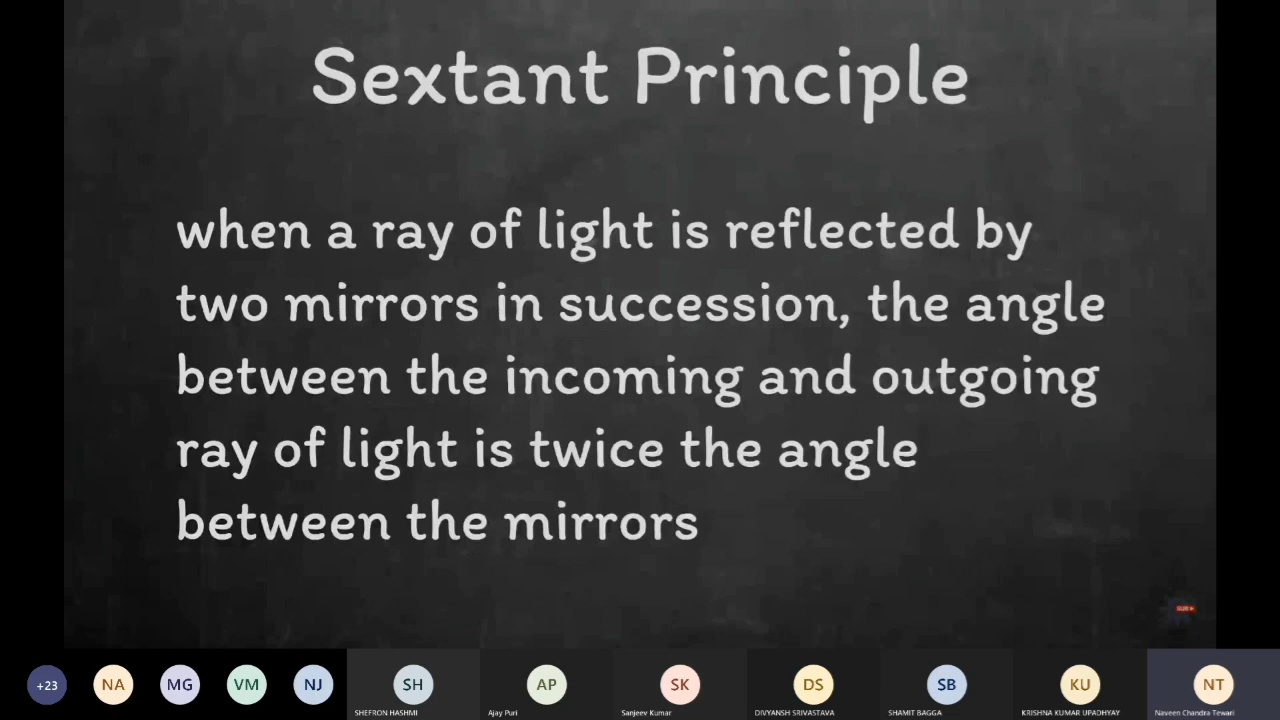 Sextant Principle
when a ray of light is reflected by
two mirrors in succession, the angle
between the incoming and outgoing
ray of light is twice the angle
between the mirrors
+23
NA
MG
VM
NJ
SH
AP
SK
DS
SB
KU
NT
SHEFRON HASHMI
Ajay Puri
Sanjeev Kumar
DIVYANSH SRIVASTAVA
SHAMIT BAGGA
KRISHNA KUMAR UPADHYAY
Naveen Chandra Tewari